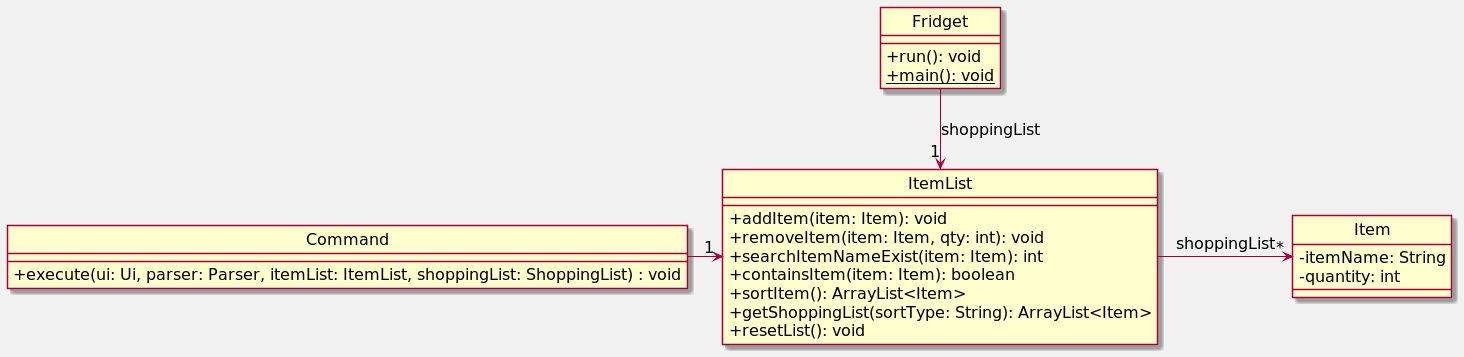 Fridget
+run(): void
+main(): void
shoppingList
1
ItemList
+addItem(item: Item): void
+removeItem(item: Item, qty: int): void
+searchItemNameExist(item: Item): int
+containsItem(item: Item): boolean
+sortItem(): ArrayList<Item>
+getShoppingList(sortType: String): ArrayList<Item>
+resetList(): void
Command
+execute(ui: Ui, parser: Parser, itemList: ItemList, shoppingList: ShoppingList) : void
1
shoppingList
*
Item
-itemName: String
-quantity: int